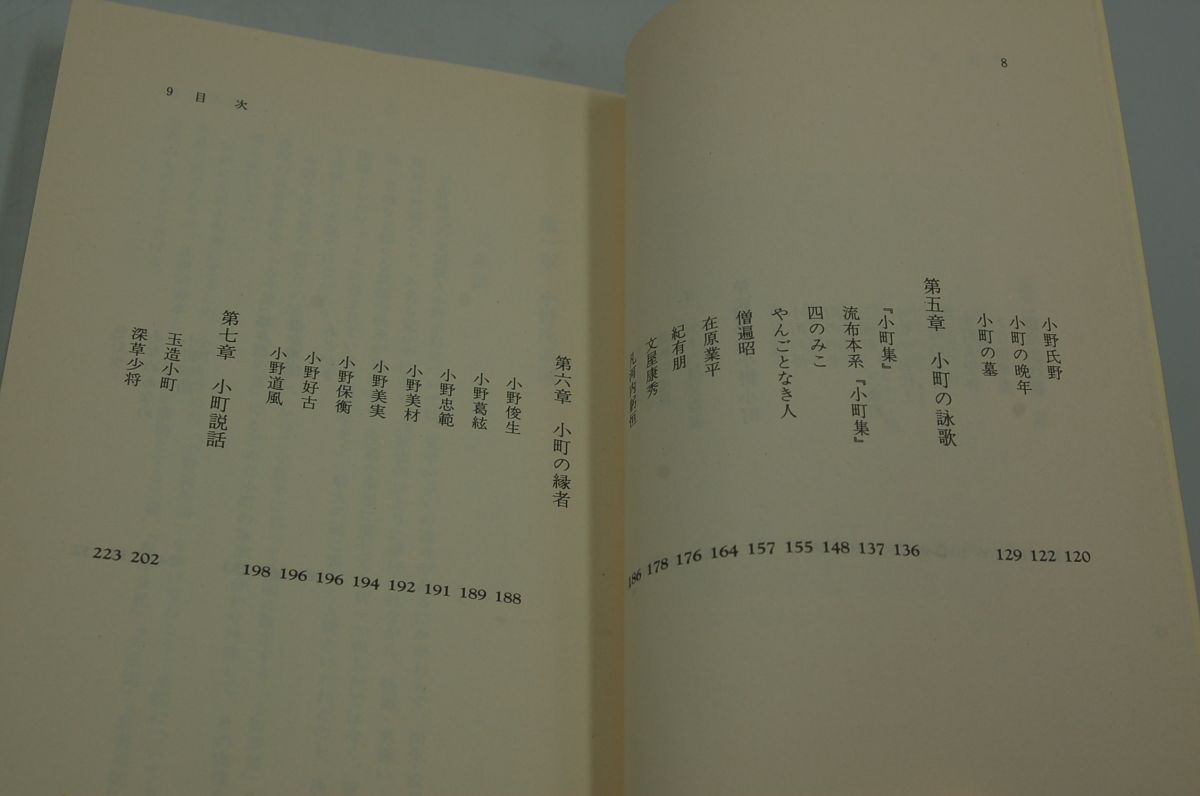 8
小野氏野 120
小町の晩年 122
小町の墓 129
第五章 小町の詠歌
『小町集』 136
流布本系『小町集』 137
四のみこ 148
やんごとなき人 155
僧遍昭 157
在原業平 164
紀有朋 176
文屋康秀 178
凡河内躬恒 186
9 目次
第六章 小町の縁者
小野俊生 188
小野葛絃 189
小野忠範 191
小野美材 192
小野美実 194
小野保衡 196
小野好古 196
小野道風 198
第七章 小町説話
玉造小町 202
深草少将 223